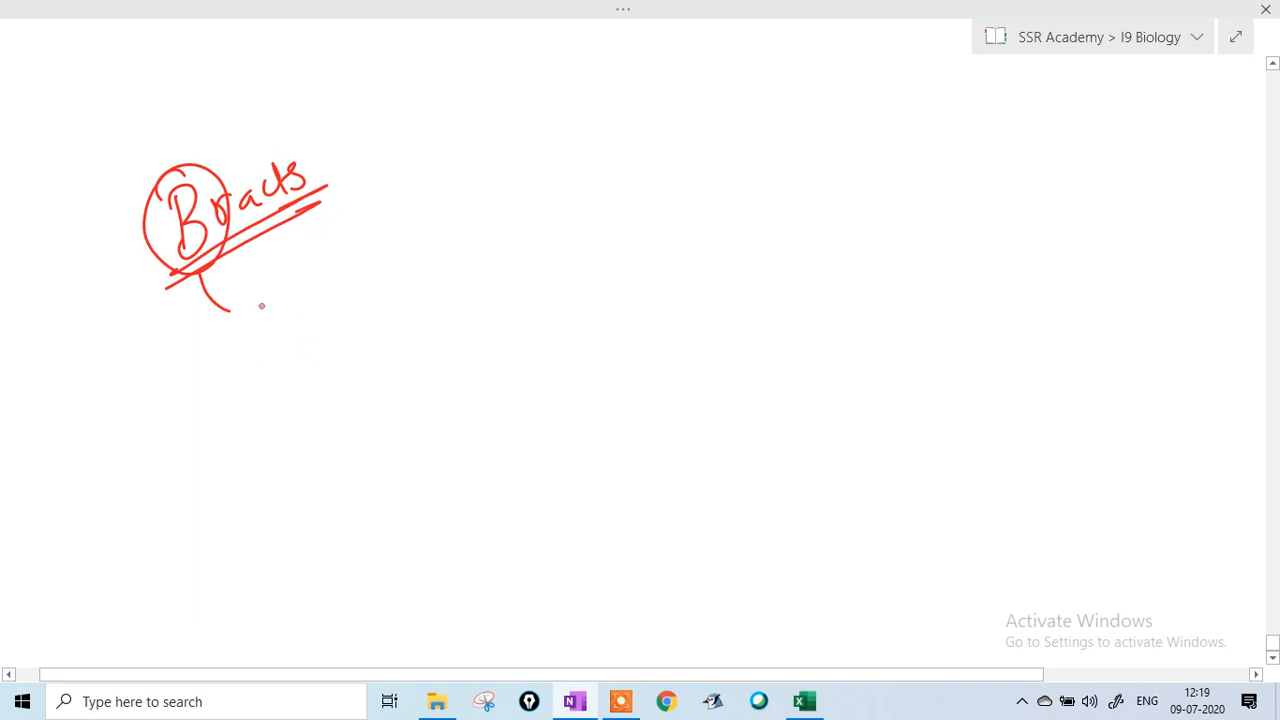 SSR Academy > I9 Biology
Bracts
Activate Windows
Go to Settings to activate Windows.
Type here to search
ENG
12:19
09-07-2020